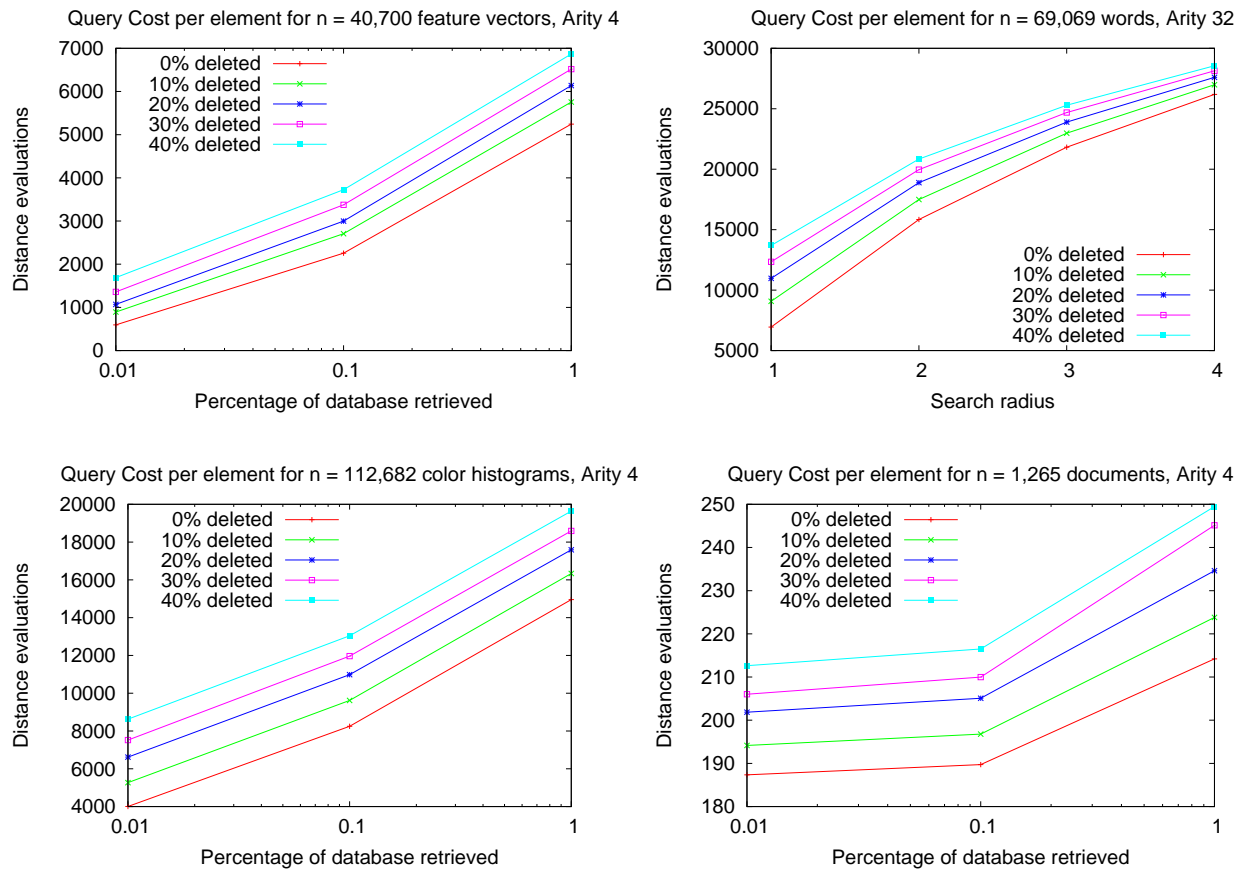 Query Cost per element for n = 40,700 feature vectors, Arity 4
7000
6000
5000
4000
3000
2000
1000
0
0.01
0.1
1
Distance evaluations
Percentage of database retrieved
0% deleted
10% deleted
20% deleted
30% deleted
40% deleted
Query Cost per element for n = 69,069 words, Arity 32
30000
25000
20000
15000
10000
5000
1
2
3
4
Distance evaluations
Search radius
0% deleted
10% deleted
20% deleted
30% deleted
40% deleted
Query Cost per element for n = 112,682 color histograms, Arity 4
20000
18000
16000
14000
12000
10000
8000
6000
4000
0.01
0.1
1
Distance evaluations
Percentage of database retrieved
0% deleted
10% deleted
20% deleted
30% deleted
40% deleted
Query Cost per element for n = 1,265 documents, Arity 4
250
240
230
220
210
200
190
180
0.01
0.1
1
Distance evaluations
Percentage of database retrieved
0% deleted
10% deleted
20% deleted
30% deleted
40% deleted